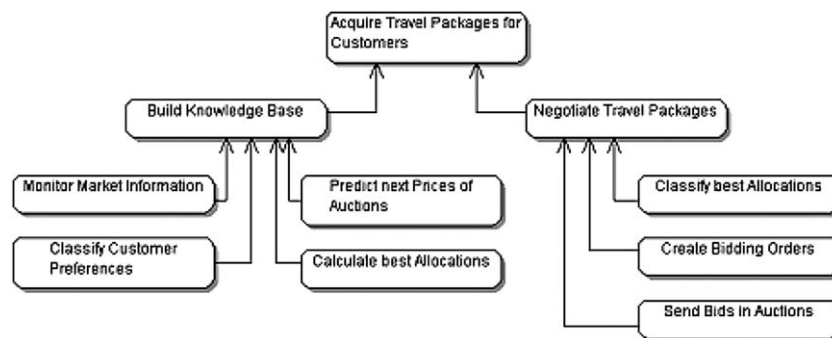 Acquire Travel Packages for
Customers
Build Knowledge Base
Negotiate Travel Packages
Monitor Market Information
Predict next Prices of
Auctions
Classify best Allocations
Classify Customer
Preferences
Calculate best Allocations
Create Bidding Orders
Send Bids in Auctions